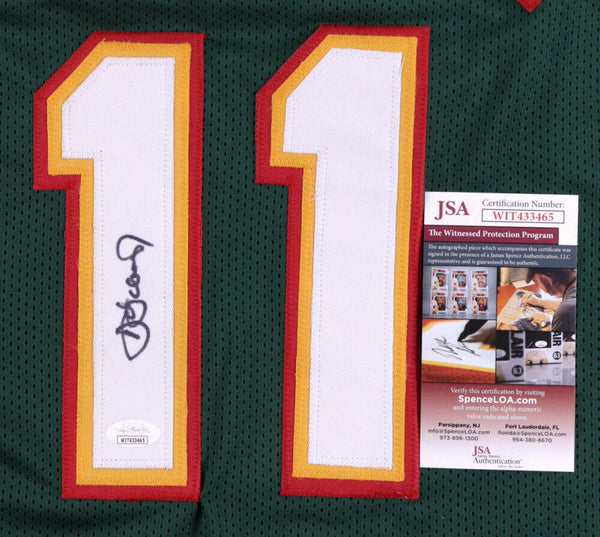 11
WIT433465
JSA
Certification Number:
WIT433465
The Witnessed Protection Program
The autographed piece which accompanies this certificate was
signed in the presence of a James Spence Authentication, LLC
representative and is guaranteed to be authentic.
Verify this certification by visiting
SpenceLOA.com
and entering the alpha-numeric
value indicated above.
Parsippany, NJ
info@SpenceLOA.com
973-898-1300
Fort Lauderdale, FL
florida@SpenceLOA.com
954-380-8670
JSA
Authentication